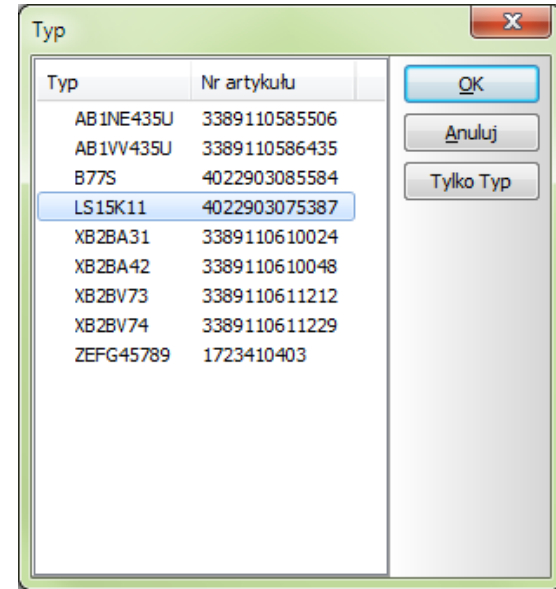 Typ
Typ Nr artykułu
AB1NE435U 3389110585506
AB1VV435U 3389110586435
B77S 4022903085584
LS15K11 4022903075387
XB2BA31 3389110610024
XB2BA42 3389110610048
XB2BV73 3389110611212
XB2BV74 3389110611229
ZEFG45789 1723410403
OK
Anuluj
Tylko Typ